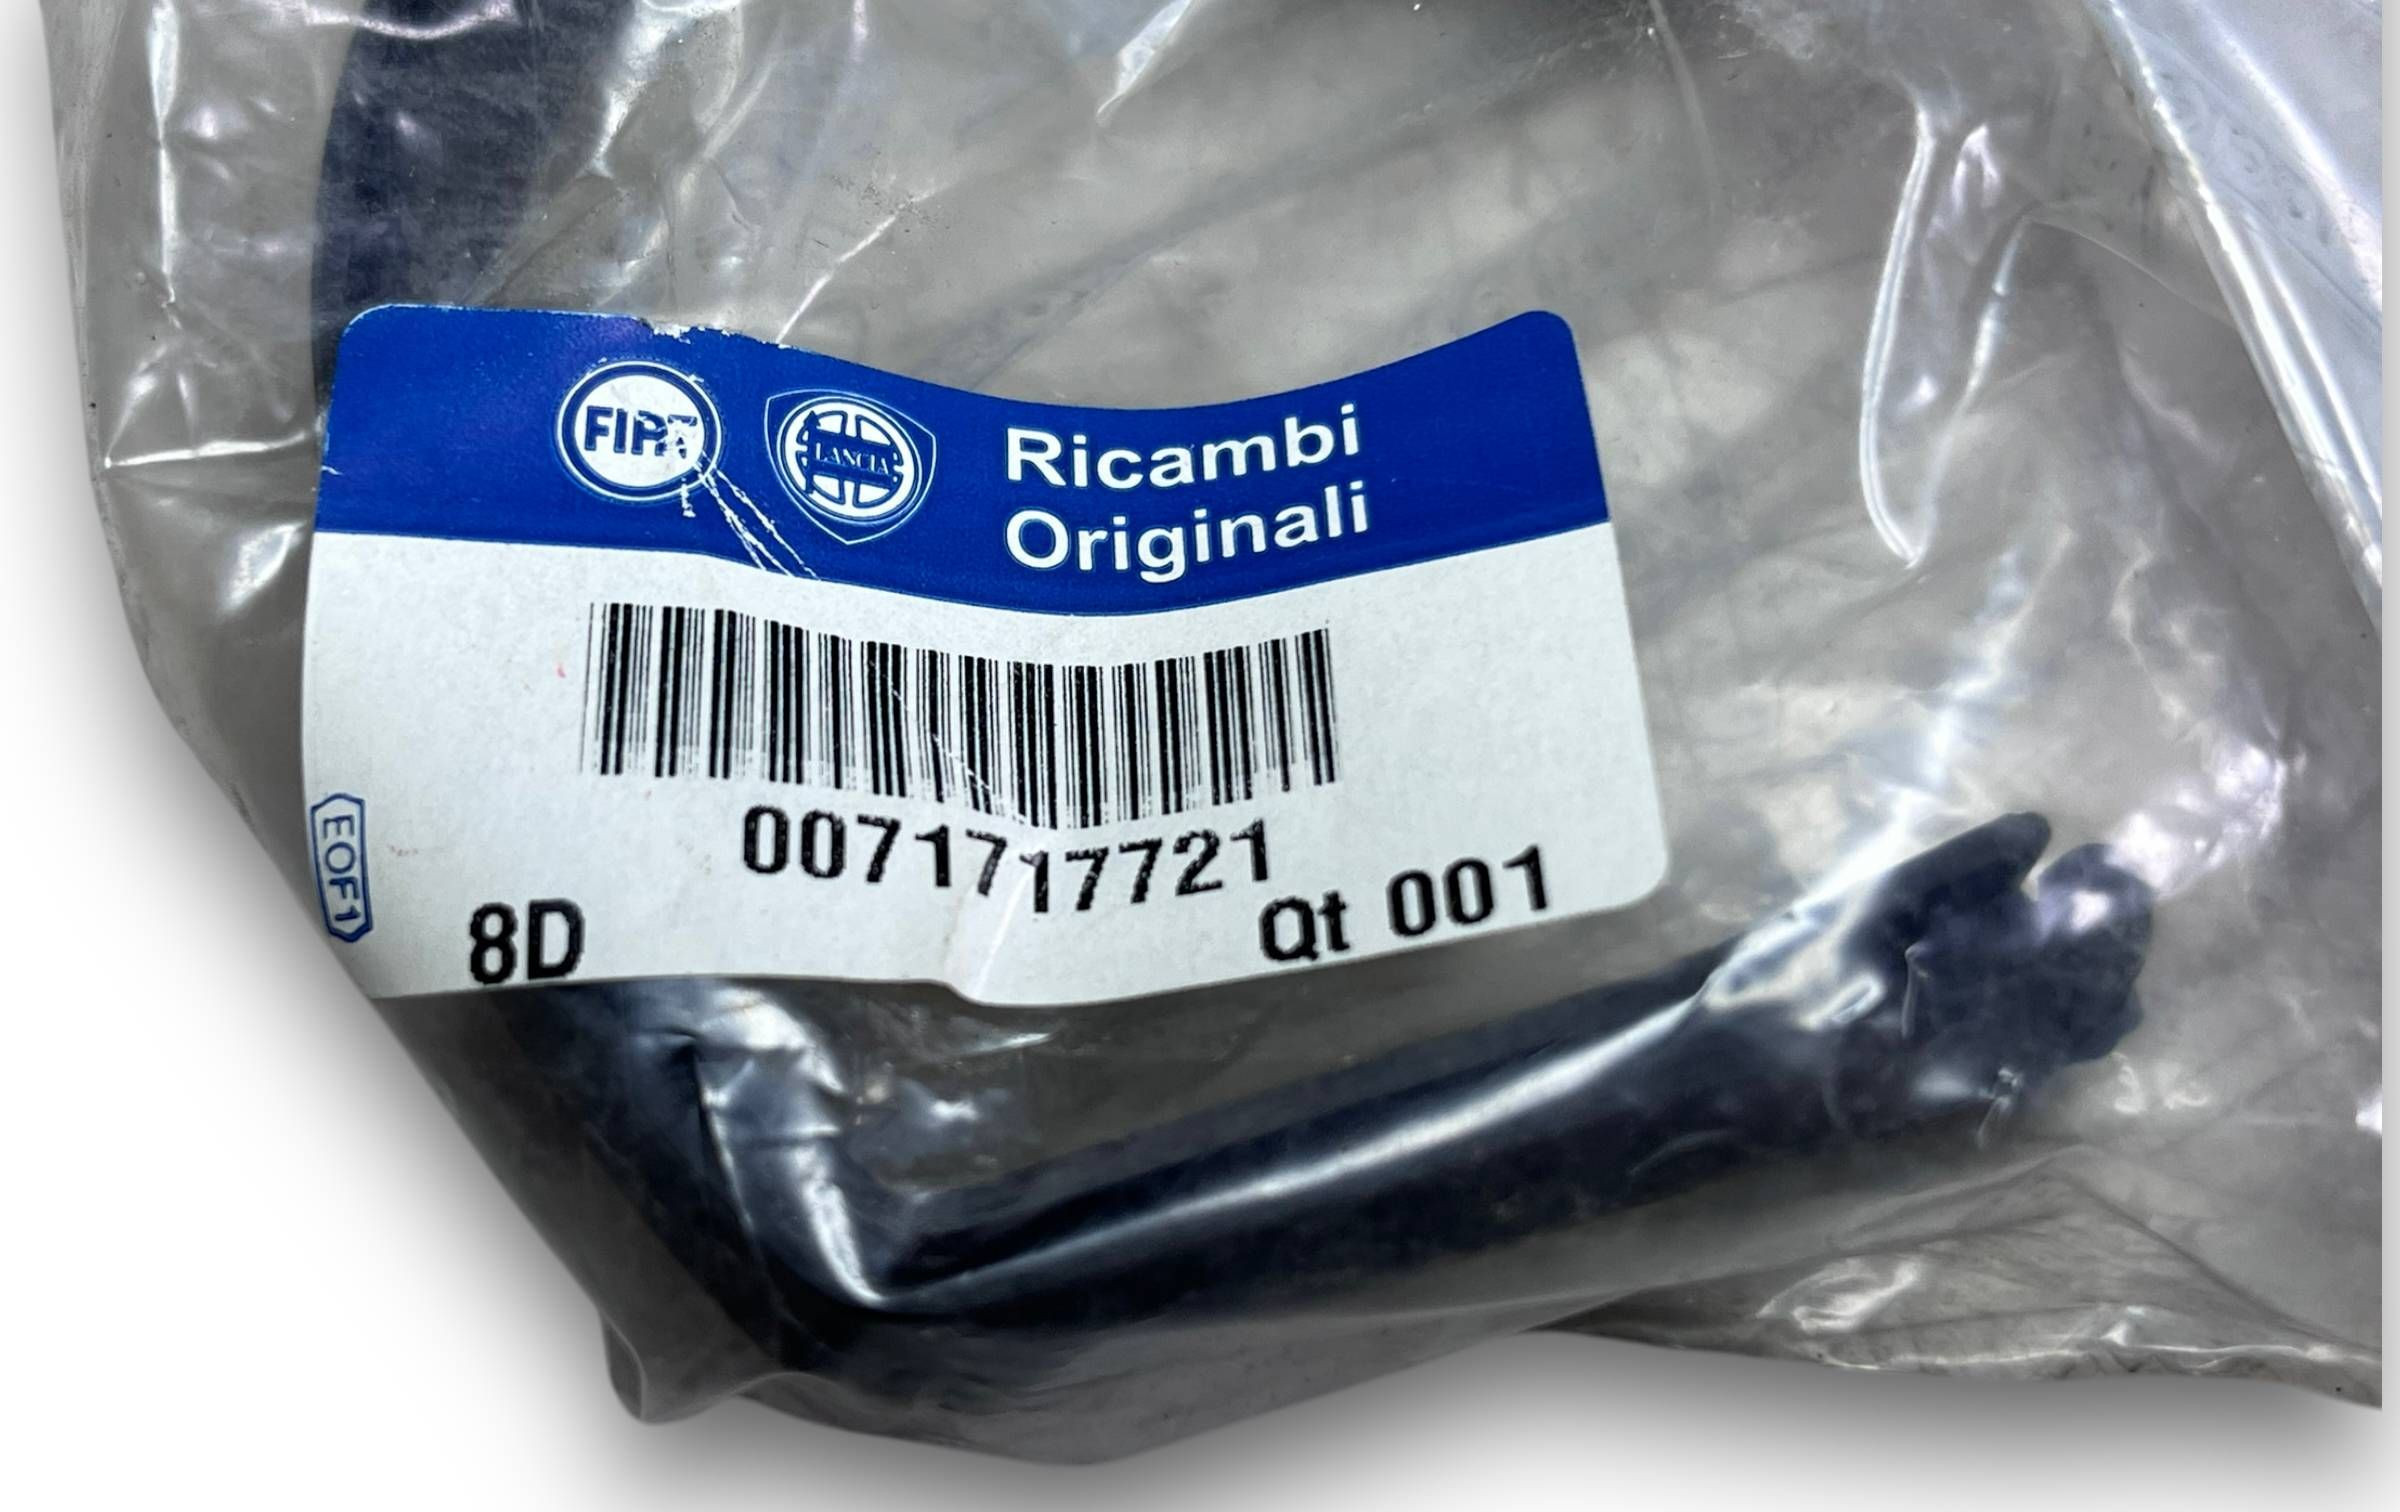 FIAT
LANCIA
Ricambi
Originali
0071717721
EOF1
8D
Qt 001